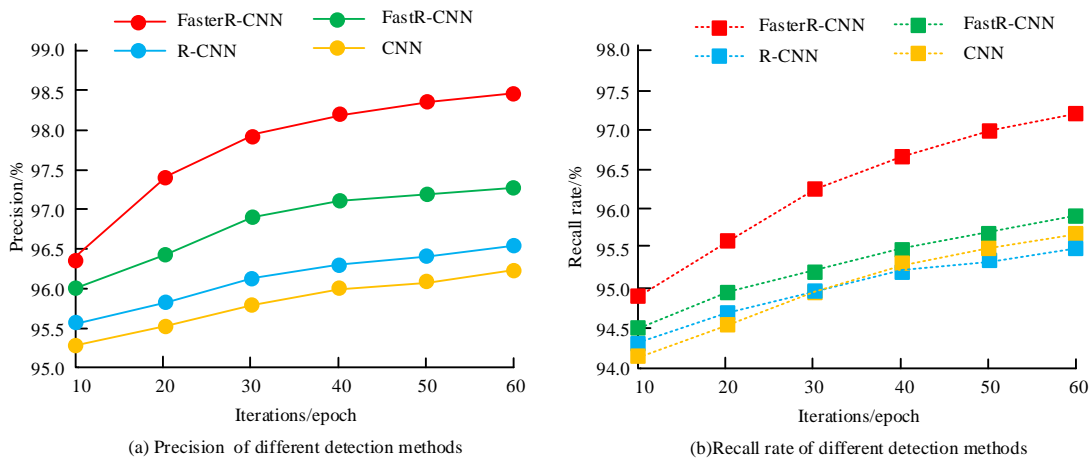 FasterR-CNN FastR-CNN
R-CNN CNN
99.0
98.5
98.0
97.5
97.0
96.5
96.0
95.5
95.0
Precision/%
10 20 30 40 50 60
Iterations/epoch
(a) Precision of different detection methods
FasterR-CNN FastR-CNN
R-CNN CNN
98.0
97.5
97.0
96.5
96.0
95.5
95.0
94.5
94.0
Recall rate/%
10 20 30 40 50 60
Iterations/epoch
(b)Recall rate of different detection methods